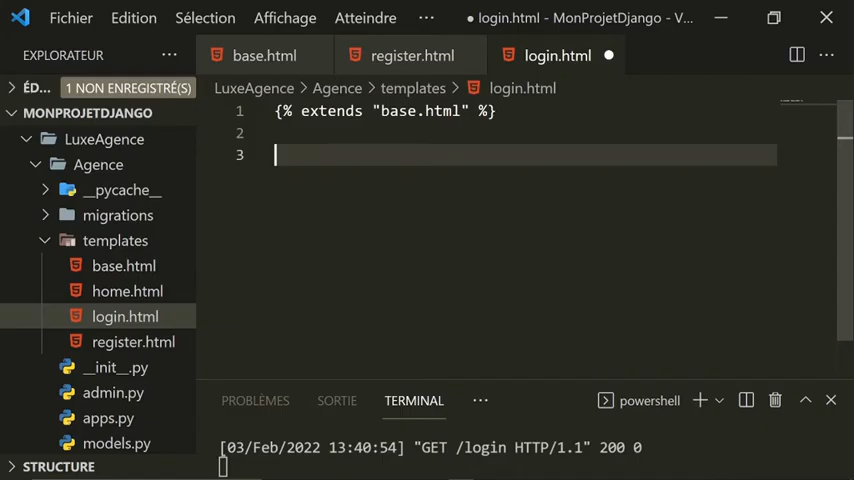 Fichier Edition Sélection Affichage Atteindre ··· ● login.html - MonProjetDjango - V...
EXPLORATEUR ··· base.html register.html login.html ●
ÉD... 1 NON ENREGISTRÉ(S)
LuxeAgence > Agence > templates > login.html
MONPROJETDJANGO
LuxeAgence
Agence
__pycache__
migrations
templates
base.html
home.html
login.html
register.html
__init__.py
admin.py
apps.py
models.py
STRUCTURE
1 {% extends "base.html" %}
2
3
PROBLÈMES SORTIE TERMINAL ··· powershell
[03/Feb/2022 13:40:54] "GET /login HTTP/1.1" 200 0